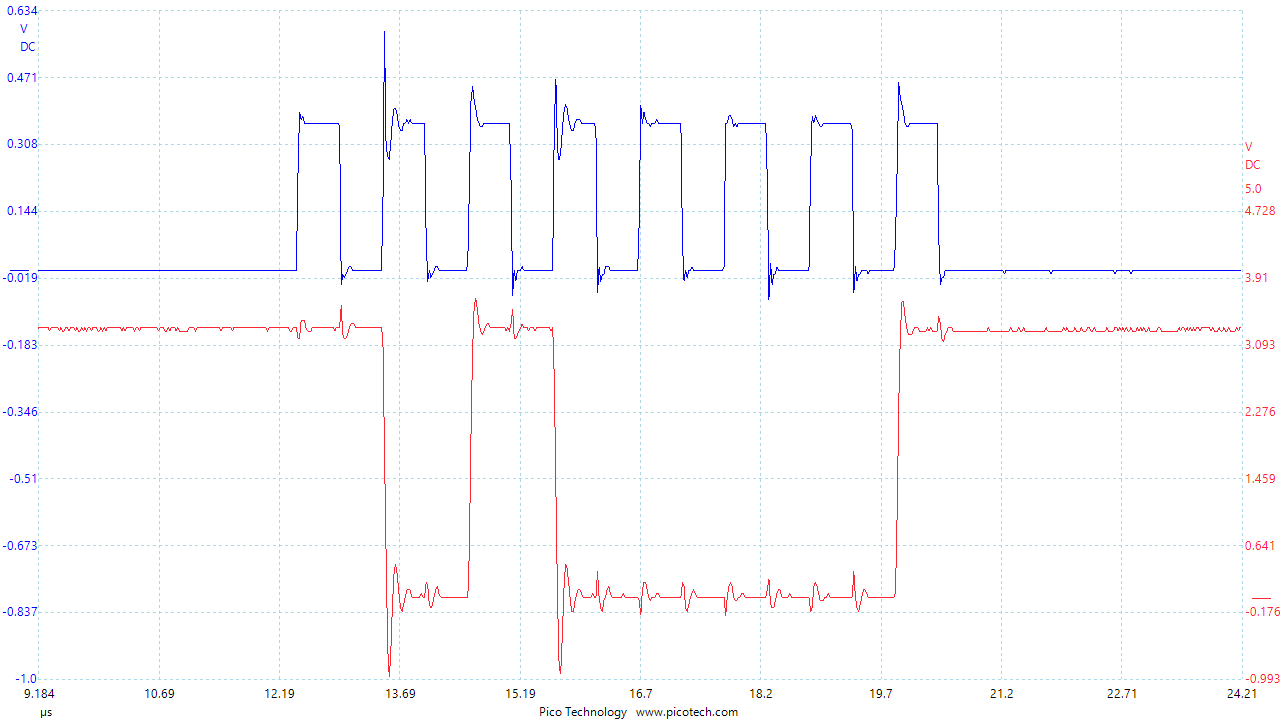 0.634
V
DC
0.471
0.308
0.144
-0.019
-0.183
-0.346
-0.51
-0.673
-0.837
-1.0
V
DC
5.0
4.728
3.91
3.093
2.276
1.459
0.641
-0.176
-0.993
9.184 10.69 12.19 13.69 15.19 16.7 18.2 19.7 21.2 22.71 24.21
µs
Pico Technology www.picotech.com